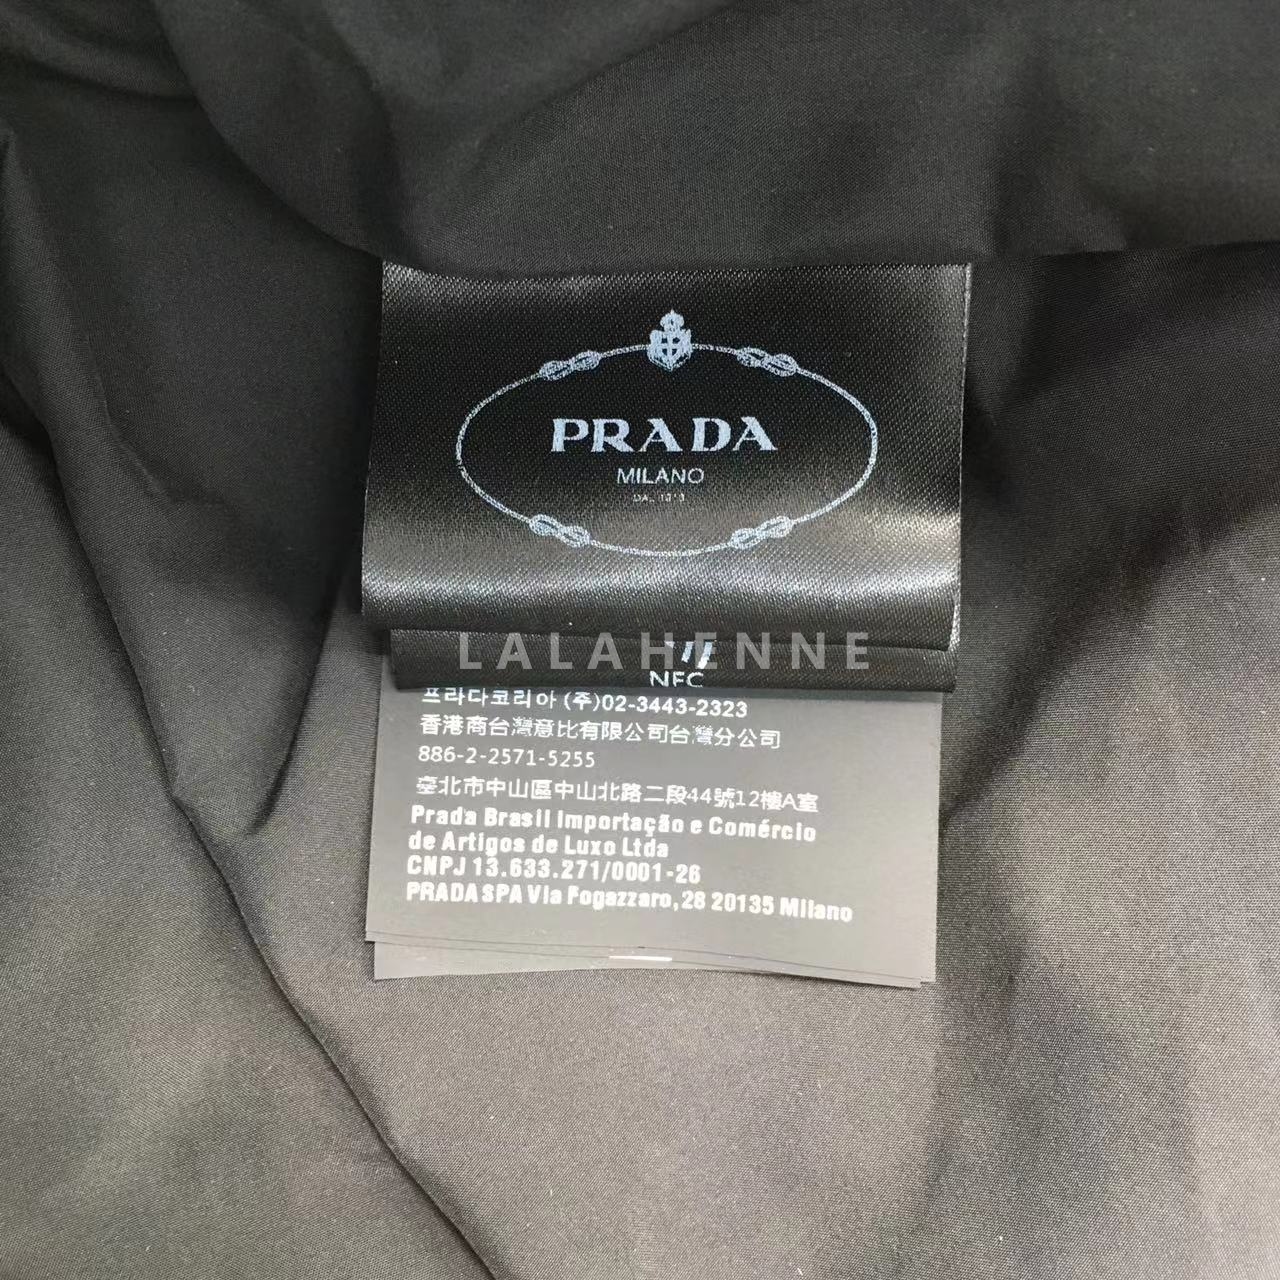 PRADA
MILANO
DAL 1913
LALAHENNE
NFC
프라다코리아 (주)02-3443-2323
香港商台灣意比有限公司台灣分公司
886-2-2571-5255
臺北市中山區中山北路二段44號12樓A室
Prada Brasil Importação e Comércio
de Artigos de Luxo Ltda
CNPJ 13.633.271/0001-26
PRADA SPA Via Fogazzaro, 28 20135 Milano